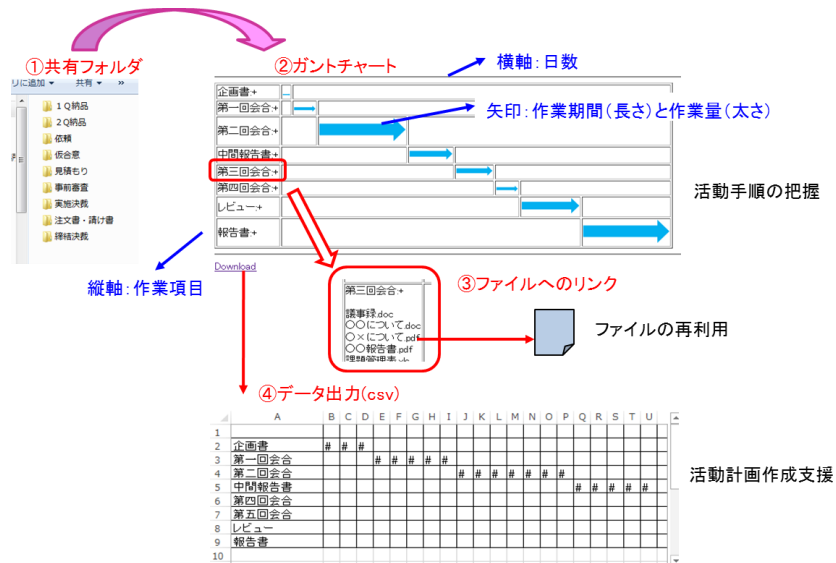 ①共有フォルダ
りに追加 ▼ 共有 ▼ »
1Q納品
2Q納品
依頼
仮合意
見積もり
事前審査
実施決裁
注文書・請け書
締結決裁
②ガントチャート
横軸:日数
企画書+
第一回会合:+
第二回会合:+
中間報告書:+
第三回会合:+
第四回会合:+
レビュー:+
報告書+
矢印:作業期間(長さ)と作業量(太さ)
活動手順の把握
縦軸:作業項目
Download
第三回会合:+
議事録.doc
〇〇について.doc
〇×について.pdf
〇〇報告書.pdf
③ファイルへのリンク
ファイルの再利用
④データ出力(csv)
A B C D E F G H I J K L M N O P Q R S T U
1
2 企画書 # # #
3 第一回会合 # # # # #
4 第二回会合 # # # # # # #
5 中間報告書 # # # # #
6 第四回会合
7 第五回会合
8 レビュー
9 報告書
10
活動計画作成支援